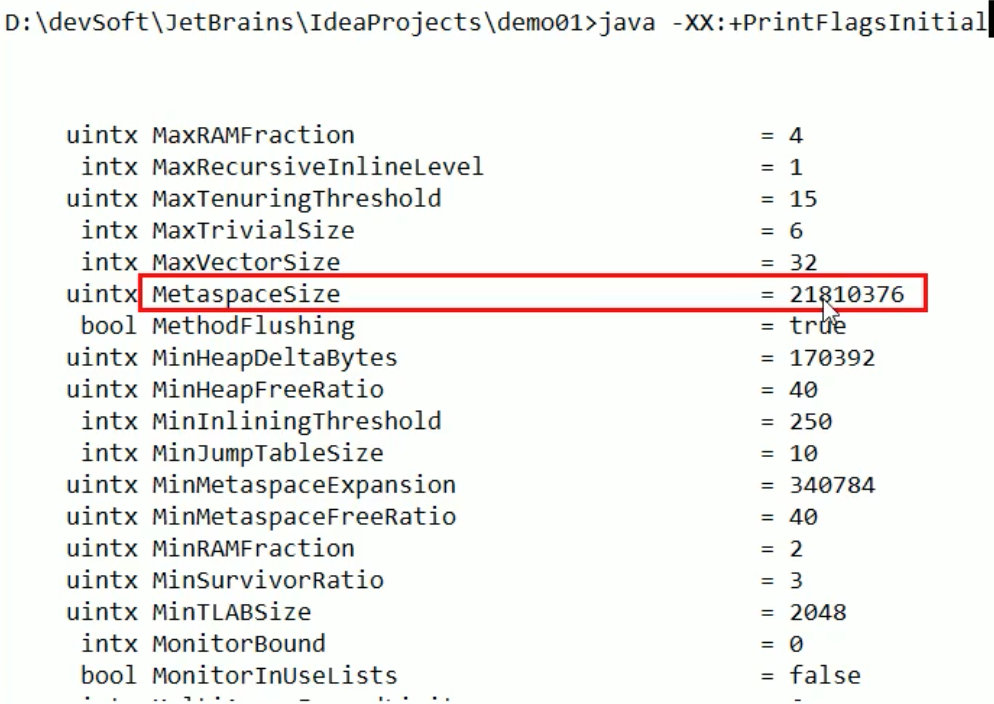 D:\devSoft\JetBrains\IdeaProjects\demo01>java -XX:+PrintFlagsInitial
uintx MaxRAMFraction = 4
intx MaxRecursiveInlineLevel = 1
uintx MaxTenuringThreshold = 15
intx MaxTrivialSize = 6
intx MaxVectorSize = 32
uintx MetaspaceSize = 21810376
bool MethodFlushing = true
uintx MinHeapDeltaBytes = 170392
uintx MinHeapFreeRatio = 40
intx MinInliningThreshold = 250
intx MinJumpTableSize = 10
uintx MinMetaspaceExpansion = 340784
uintx MinMetaspaceFreeRatio = 40
uintx MinRAMFraction = 2
uintx MinSurvivorRatio = 3
uintx MinTLABSize = 2048
intx MonitorBound = 0
bool MonitorInUseLists = false